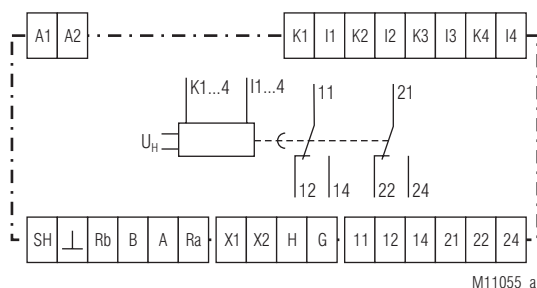 A1 A2 K1 I1 K2 I2 K3 I3 K4 I4
K1...4 I1...4 11 21
UH
12 14 22 24
SH ⊥ Rb B A Ra X1 X2 H G 11 12 14 21 22 24
M11055_a